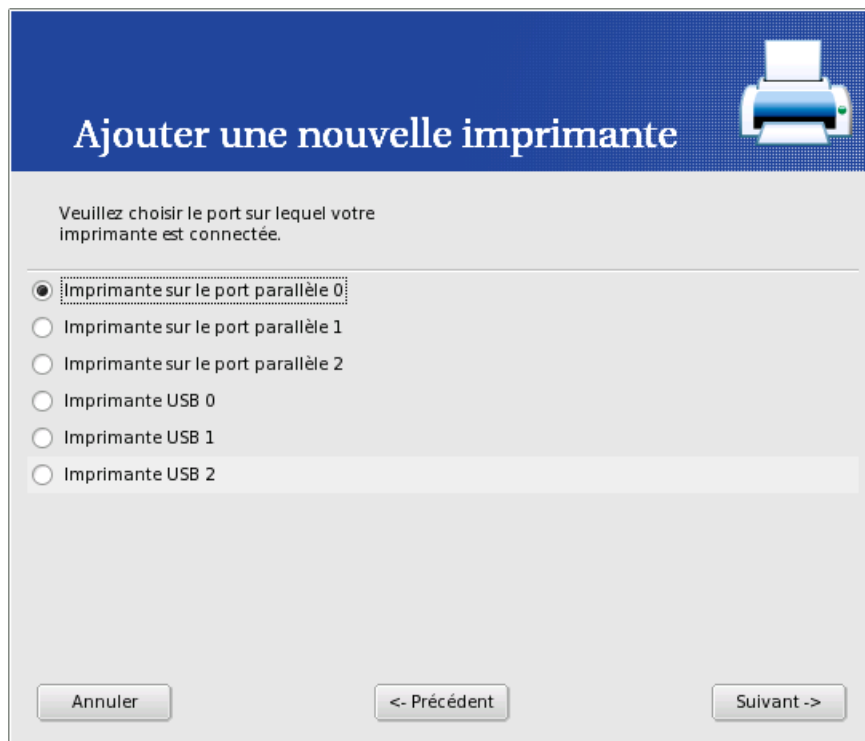 Ajouter une nouvelle imprimante
Veuillez choisir le port sur lequel votre
imprimante est connectée.
Imprimante sur le port parallèle 0
Imprimante sur le port parallèle 1
Imprimante sur le port parallèle 2
Imprimante USB 0
Imprimante USB 1
Imprimante USB 2
Annuler
<- Précédent
Suivant ->